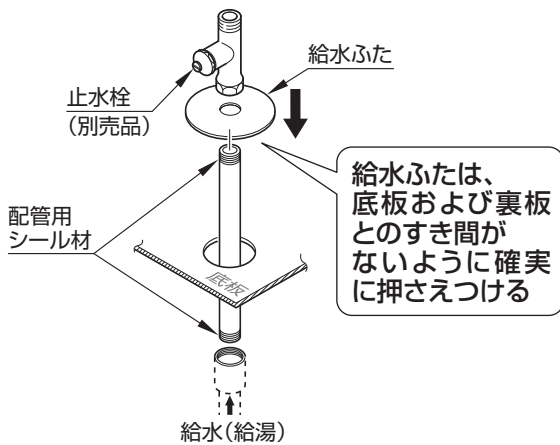 給水ふた
止水栓
(別売品)
給水ふたは、
底板および裏板
とのすき間が
ないように確実
に押さえつける
配管用
シール材
底板
給水(給湯)